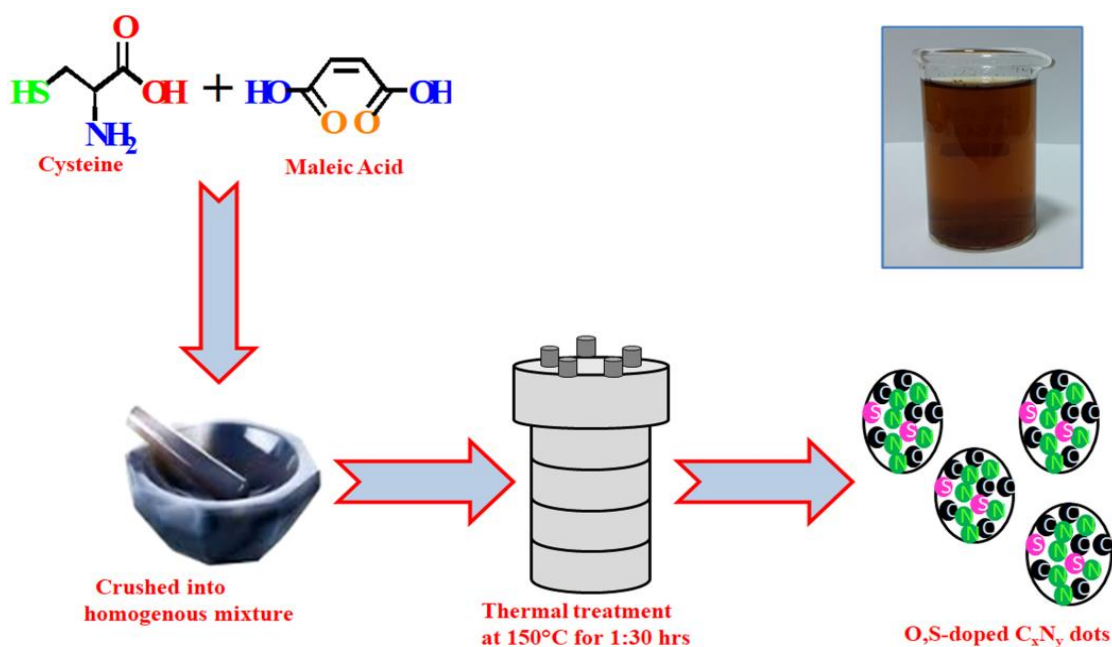 O
HS
OH
+
HO
OH
NH₂
O
O
Cysteine
Maleic Acid
Crushed into
homogenous mixture
Thermal treatment
at 150°C for 1:30 hrs
C
C
N
N
S
C
C
N
C
S
N
N
C
N
C
C
N
N
S
C
C
N
C
S
N
N
C
N
C
C
N
N
S
C
C
N
C
S
N
N
C
N
C
C
N
N
S
C
C
N
C
S
N
N
C
N
O,S-doped CₓNᵧ dots